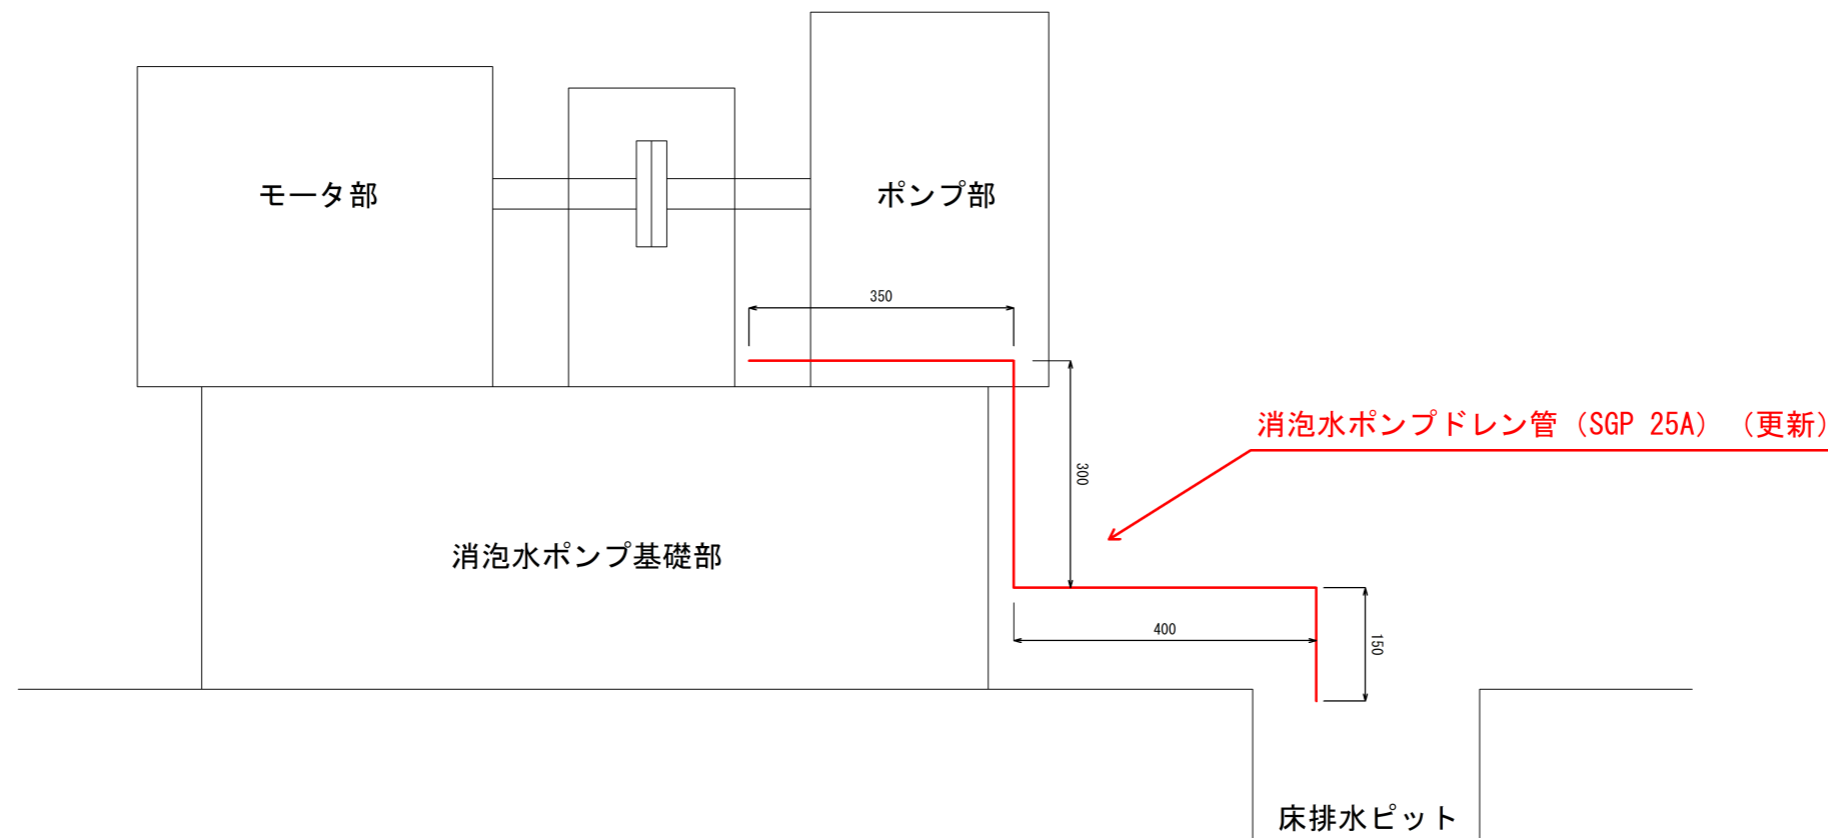 モータ部
ポンプ部
350
消泡水ポンプドレン管（SGP 25A）（更新）
300
消泡水ポンプ基礎部
400
150
床排水ピット